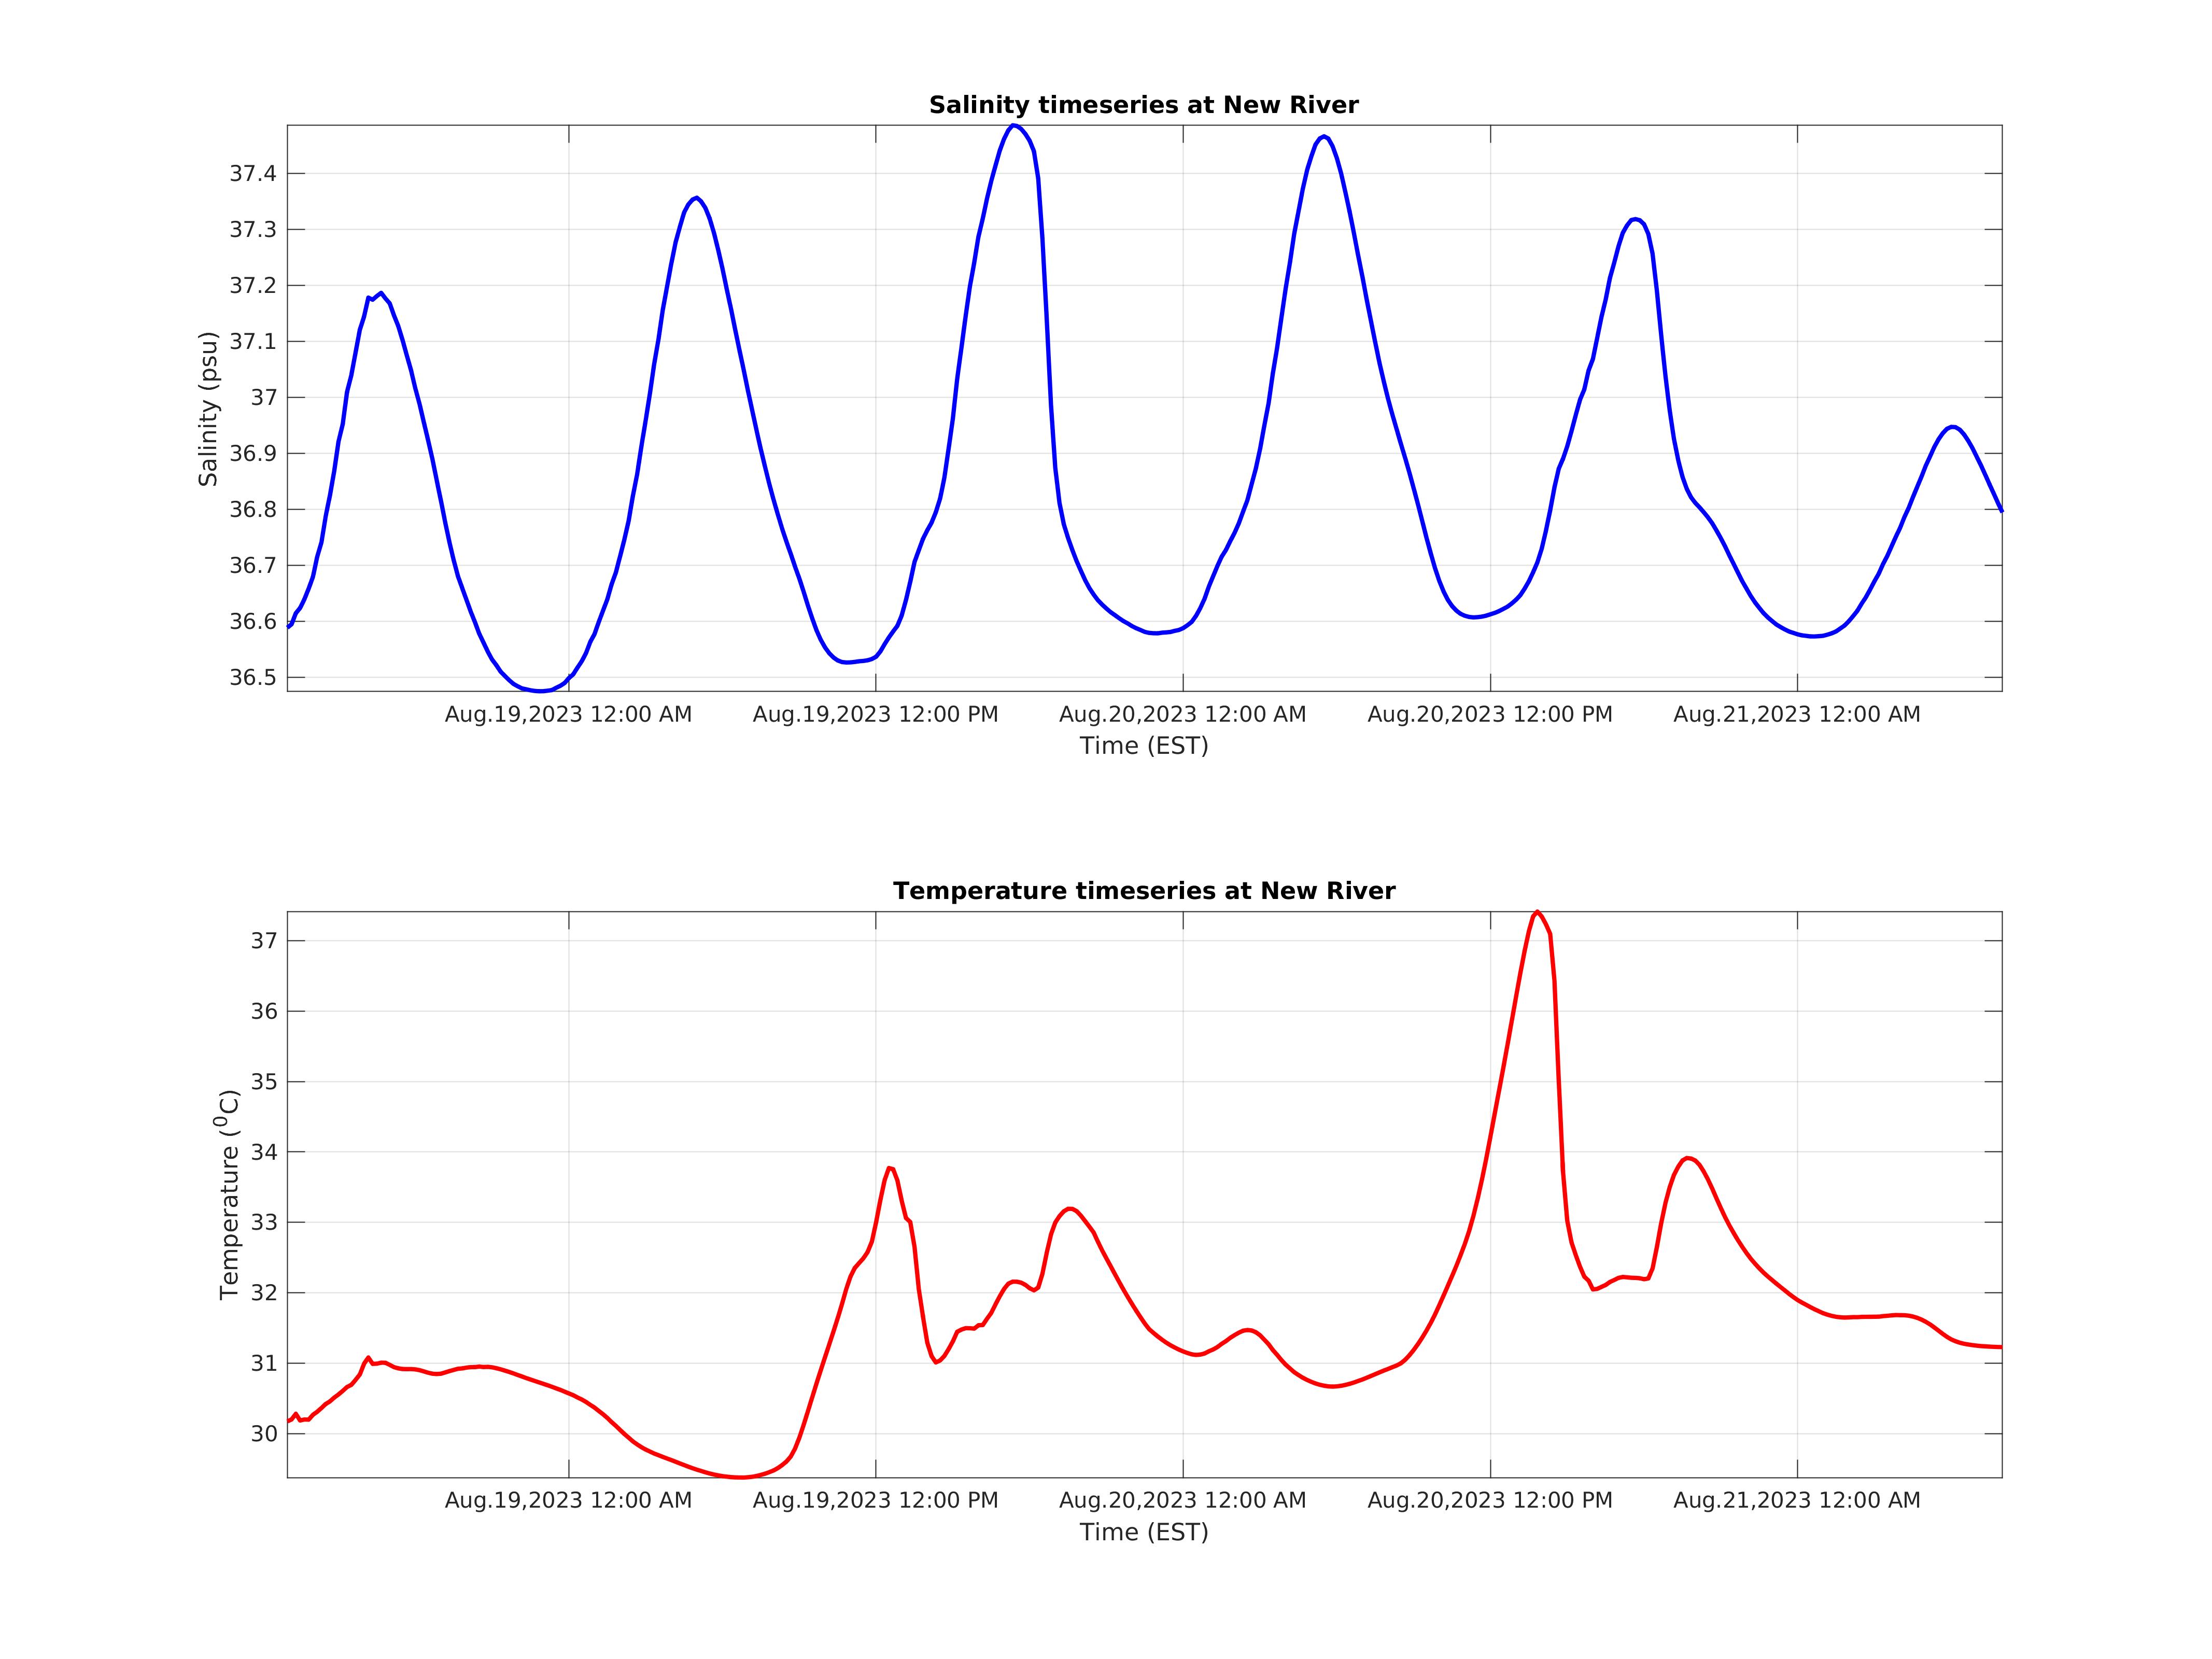 Salinity timeseries at New River
37.4
37.3
37.2
37.1
37
36.9
36.8
36.7
36.6
36.5
Salinity (psu)
Aug.19,2023 12:00 AM Aug.19,2023 12:00 PM Aug.20,2023 12:00 AM Aug.20,2023 12:00 PM Aug.21,2023 12:00 AM
Time (EST)
Temperature timeseries at New River
37
36
35
34
33
32
31
30
Temperature (⁰C)
Aug.19,2023 12:00 AM Aug.19,2023 12:00 PM Aug.20,2023 12:00 AM Aug.20,2023 12:00 PM Aug.21,2023 12:00 AM
Time (EST)